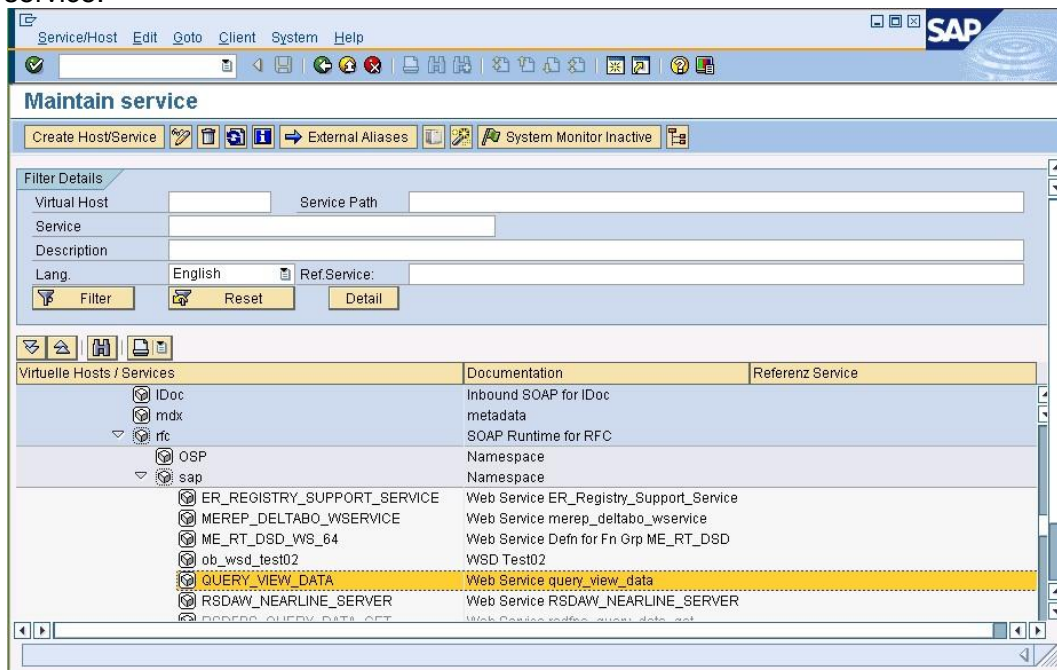 Service/Host Edit Goto Client System Help
SAP
Maintain service
Create Host/Service External Aliases System Monitor Inactive
Filter Details
Virtual Host Service Path
Service
Description
Lang. English Ref.Service:
Filter Reset Detail
Virtuelle Hosts / Services Documentation Referenz Service
IDoc Inbound SOAP for IDoc
mdx metadata
rfc SOAP Runtime for RFC
OSP Namespace
sap Namespace
ER_REGISTRY_SUPPORT_SERVICE Web Service ER_Registry_Support_Service
MEREP_DELTABO_WSERVICE Web Service merep_deltabo_wservice
ME_RT_DSD_WS_64 Web Service Defn for Fn Grp ME_RT_DSD
ob_wsd_test02 WSD Test02
QUERY_VIEW_DATA Web Service query_view_data
RSDAW_NEARLINE_SERVER Web Service RSDAW_NEARLINE_SERVER